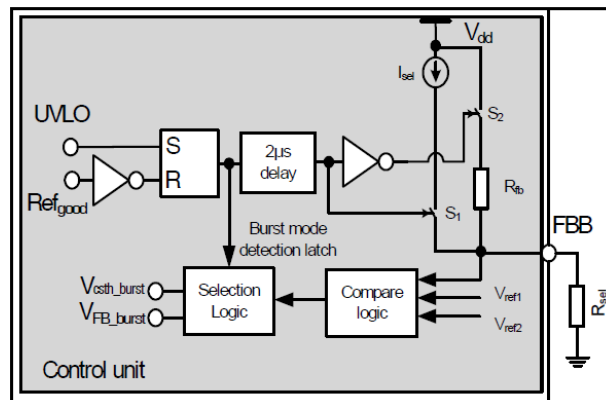 Vdd
Isel
UVLO
S2
S
2µs
delay
R
Rfb
Refgood
S1
FBB
Burst mode
detection latch
Vcsth_burst
Selection
Logic
Compare
logic
Vref1
VFB_burst
Vref2
Rsel
Control unit